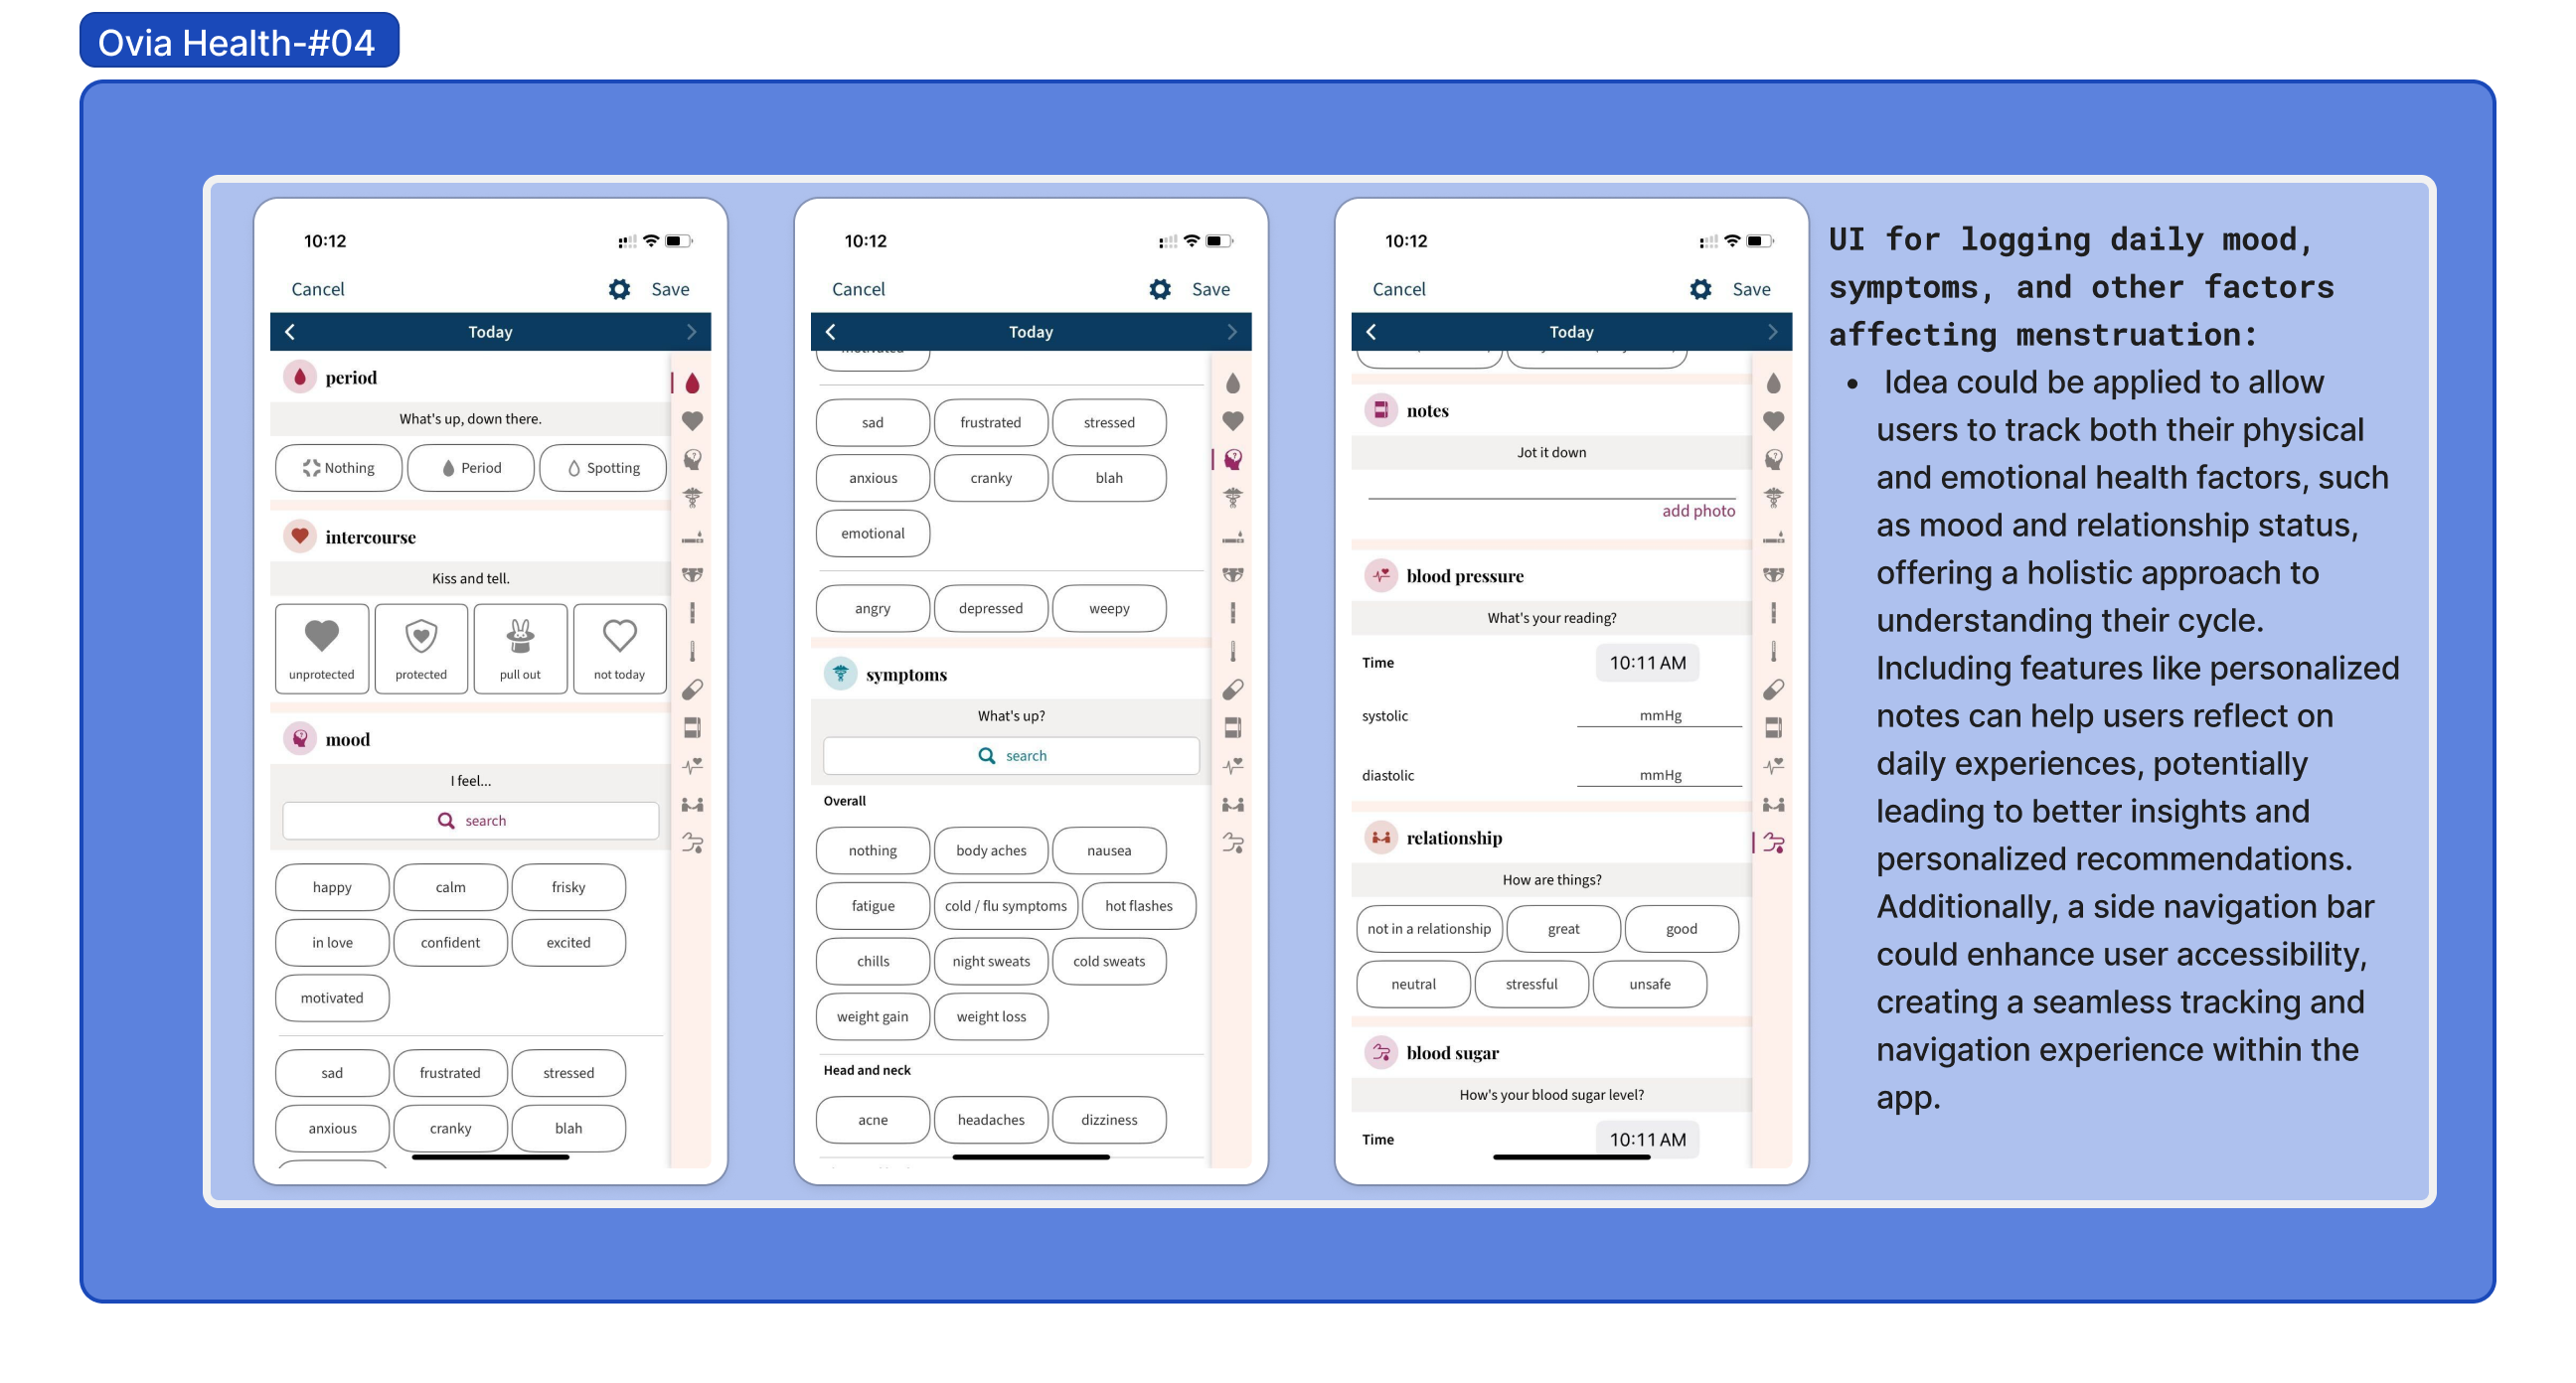 Ovia Health-#04
10:12
Cancel
Save
Today
period
What's up, down there.
Nothing
Period
Spotting
intercourse
Kiss and tell.
unprotected
protected
pull out
not today
mood
I feel...
search
happy
calm
frisky
in love
confident
excited
motivated
sad
frustrated
stressed
anxious
cranky
blah
10:12
Cancel
Save
Today
motivated
sad
frustrated
stressed
anxious
cranky
blah
emotional
angry
depressed
weepy
symptoms
What's up?
search
Overall
nothing
body aches
nausea
fatigue
cold / flu symptoms
hot flashes
chills
night sweats
cold sweats
weight gain
weight loss
Head and neck
acne
headaches
dizziness
10:12
Cancel
Save
Today
notes
Jot it down
add photo
blood pressure
What's your reading?
Time
10:11 AM
systolic
mmHg
diastolic
mmHg
relationship
How are things?
not in a relationship
great
good
neutral
stressful
unsafe
blood sugar
How's your blood sugar level?
Time
10:11 AM
UI for logging daily mood,
symptoms, and other factors
affecting menstruation:
• Idea could be applied to allow
users to track both their physical
and emotional health factors, such
as mood and relationship status,
offering a holistic approach to
understanding their cycle.
Including features like personalized
notes can help users reflect on
daily experiences, potentially
leading to better insights and
personalized recommendations.
Additionally, a side navigation bar
could enhance user accessibility,
creating a seamless tracking and
navigation experience within the
app.